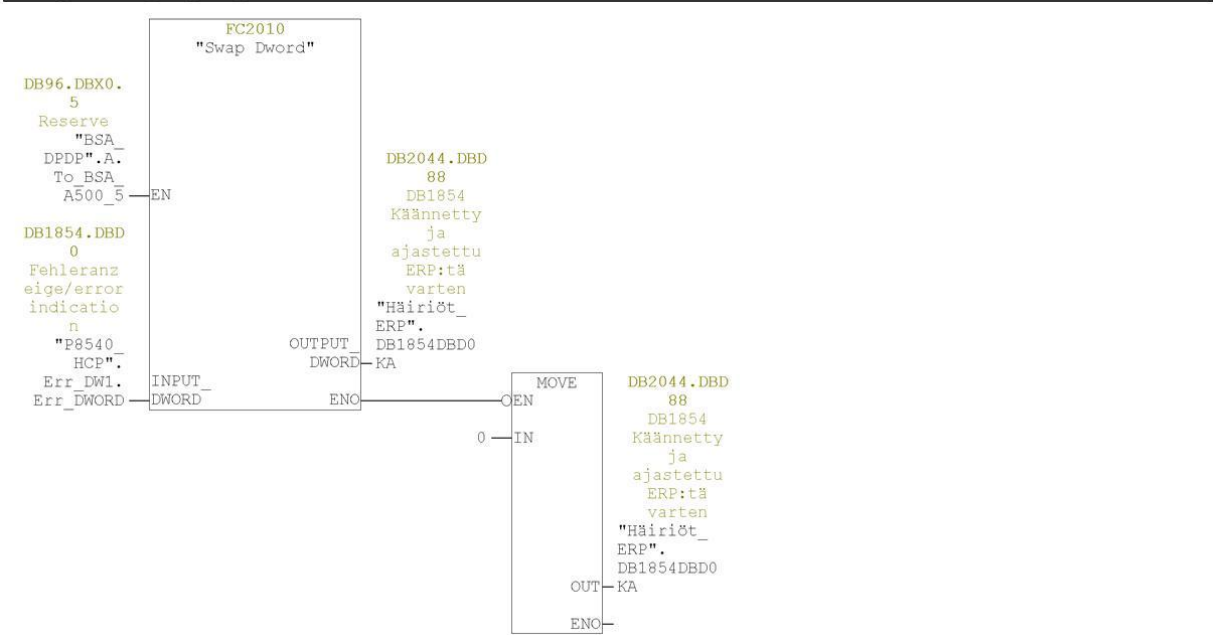 FC2010
"Swap Dword"
DB96.DBX0.
5
Reserve
"BSA_
DPDP".A.
To_BSA_
A500_5
EN
DB1854.DBD
0
Fehleranz
eige/error
indicatio
n
"P8540_
HCP".
Err_DW1.
Err_DWORD
INPUT_
DWORD
DB2044.DBD
88
DB1854
Käännetty
ja
ajastettu
ERP:tä
varten
"Häiriöt_
ERP".
DB1854DBD0
KA
OUTPUT_
DWORD
ENO
MOVE
EN
0
IN
DB2044.DBD
88
DB1854
Käännetty
ja
ajastettu
ERP:tä
varten
"Häiriöt_
ERP".
DB1854DBD0
KA
OUT
ENO